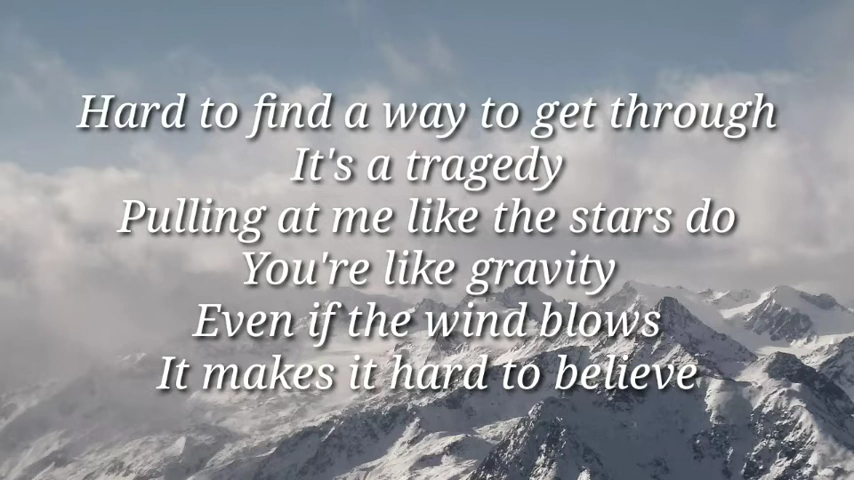 Hard to find a way to get through
It's a tragedy
Pulling at me like the stars do
You're like gravity
Even if the wind blows
It makes it hard to believe